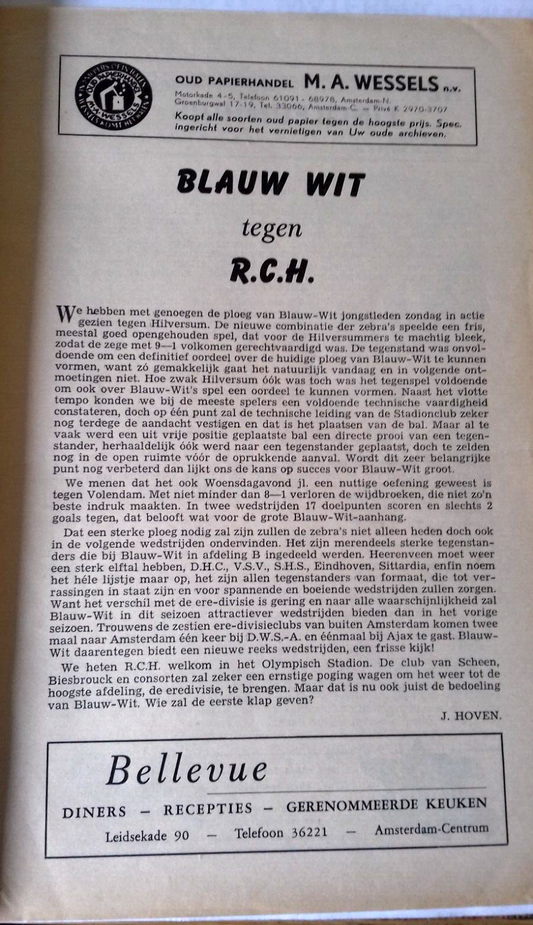 OUD PAPIERHANDEL M. A. WESSELS n.v.
Motorkade 4-5, Telefoon 61091 - 68978, Amsterdam-N.
Groenburgwal 17-19, Tel. 33066, Amsterdam-C. — Privé K 2970-3707
Koopt alle soorten oud papier tegen de hoogste prijs. Spec.
ingericht voor het vernietigen van Uw oude archieven.
BLAUW WIT
tegen
R.C.H.
We hebben met genoegen de ploeg van Blauw-Wit jongstleden zondag in actie
gezien tegen Hilversum. De nieuwe combinatie der zebra's speelde een fris,
meestal goed opengehouden spel, dat voor de Hilversummers te machtig bleek,
zodat de zege met 9—1 volkomen gerechtvaardigd was. De tegenstand was onvol-
doende om een definitief oordeel over de huidige ploeg van Blauw-Wit te kunnen
vormen, want zó gemakkelijk gaat het natuurlijk vandaag en in volgende ont-
moetingen niet. Hoe zwak Hilversum óók was toch was het tegenspel voldoende
om ook over Blauw-Wit's spel een oordeel te kunnen vormen. Naast het vlotte
tempo konden we bij de meeste spelers een voldoende technische vaardigheid
constateren, doch op één punt zal de technische leiding van de Stadionclub zeker
nog terdege de aandacht vestigen en dat is het plaatsen van de bal. Maar al te
vaak werd een uit vrije positie geplaatste bal een directe prooi van een tegen-
stander, herhaaldelijk óók werd naar een tegenstander geplaatst, doch te zelden
nog in de open ruimte vóór de oprukkende aanval. Wordt dit zeer belangrijke
punt nog verbeterd dan lijkt ons de kans op succes voor Blauw-Wit groot.
We menen dat het ook Woensdagavond jl. een nuttige oefening geweest is
tegen Volendam. Met niet minder dan 8—1 verloren de wijdbroeken, die niet zo'n
beste indruk maakten. In twee wedstrijden 17 doelpunten scoren en slechts 2
goals tegen, dat belooft wat voor de grote Blauw-Wit-aanhang.
Dat een sterke ploeg nodig zal zijn zullen de zebra's niet alleen heden doch ook
in de volgende wedstrijden ondervinden. Het zijn merendeels sterke tegenstan-
ders die bij Blauw-Wit in afdeling B ingedeeld werden. Heerenveen moet weer
een sterk elftal hebben, D.H.C., V.S.V., S.H.S., Eindhoven, Sittardia, enfin noem
het héle lijstje maar op, het zijn allen tegenstanders van formaat, die tot ver-
rassingen in staat zijn en voor spannende en boeiende wedstrijden zullen zorgen.
Want het verschil met de ere-divisie is gering en naar alle waarschijnlijkheid zal
Blauw-Wit in dit seizoen attractiever wedstrijden bieden dan in het vorige
seizoen. Trouwens de zestien ere-divisieclubs van buiten Amsterdam komen twee
maal naar Amsterdam één keer bij D.W.S.-A. en éénmaal bij Ajax te gast. Blauw-
Wit daarentegen biedt een nieuwe reeks wedstrijden, een frisse kijk!
We heten R.C.H. welkom in het Olympisch Stadion. De club van Scheen,
Biesbrouck en consorten zal zeker een ernstige poging wagen om het weer tot de
hoogste afdeling, de eredivisie, te brengen. Maar dat is nu ook juist de bedoeling
van Blauw-Wit. Wie zal de eerste klap geven?
J. HOVEN.
Bellevue
DINERS — RECEPTIES — GERENOMMEERDE KEUKEN
Leidsekade 90 — Telefoon 36221 — Amsterdam-Centrum